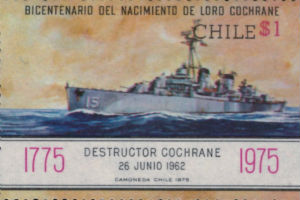 BICENTENARIO DEL NACIMIENTO DE LORD COCHRANE
CHILE $1
15
1775 DESTRUCTOR COCHRANE 1975
26 JUNIO 1962
CAMONEDA CHILE 1975